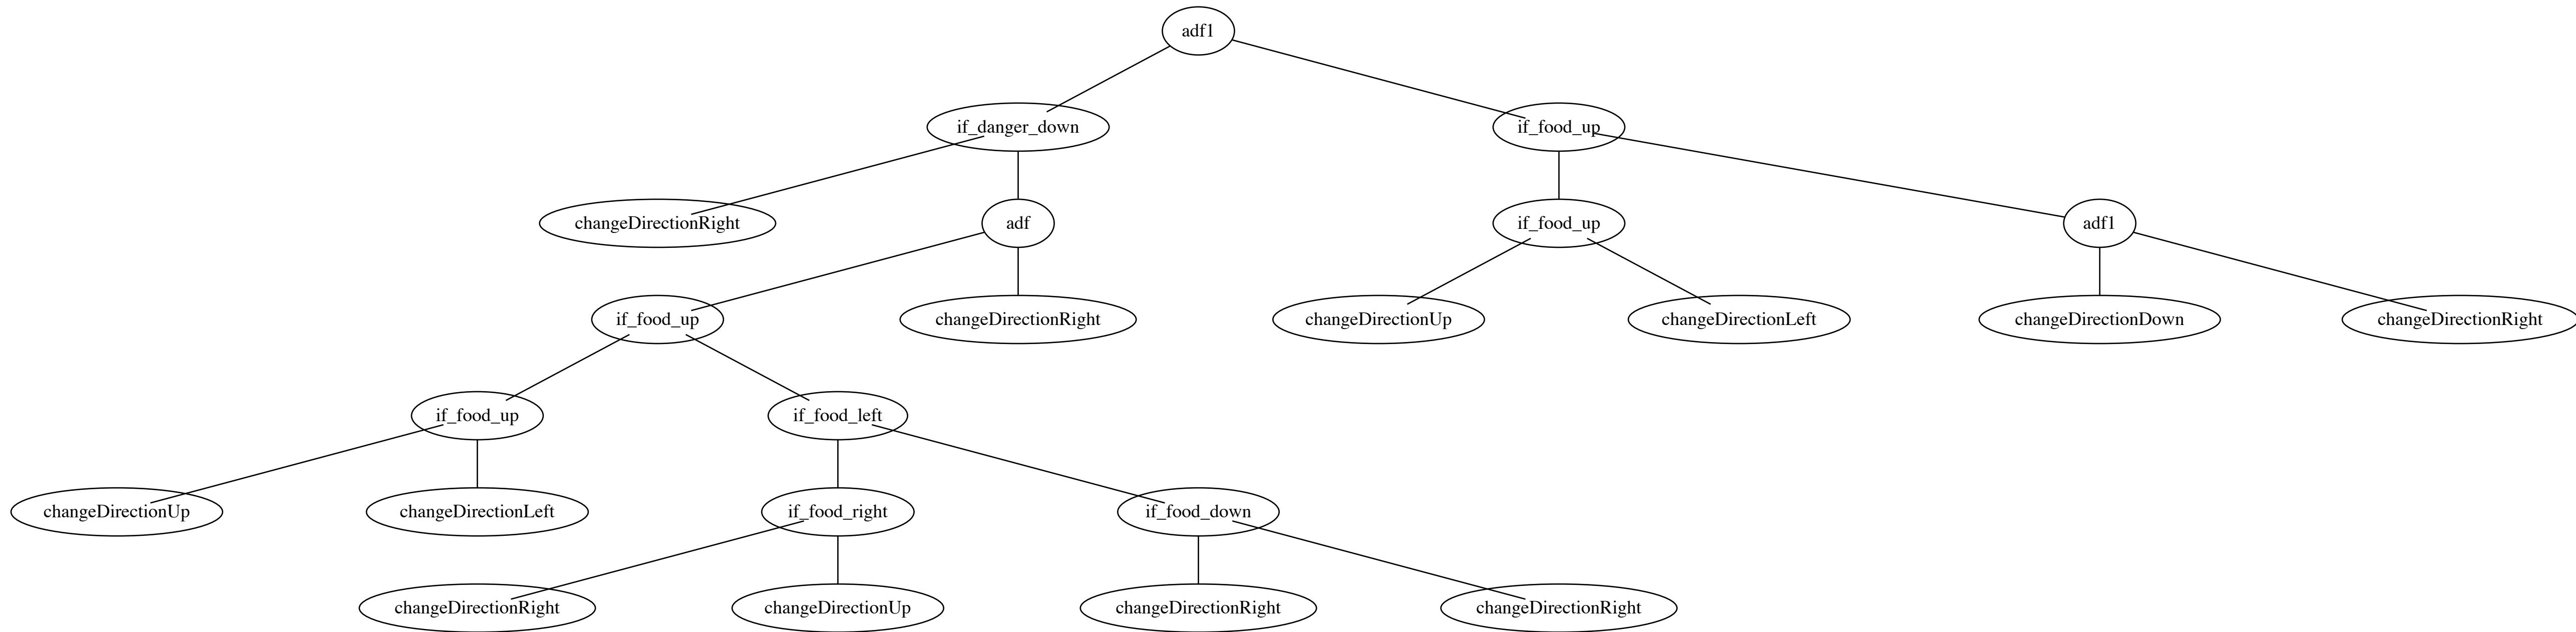 adf1
if_danger_down
if_food_up
changeDirectionRight
adf
if_food_up
adf1
if_food_up
changeDirectionRight
changeDirectionUp
changeDirectionLeft
changeDirectionDown
changeDirectionRight
if_food_up
if_food_left
changeDirectionUp
changeDirectionLeft
if_food_right
if_food_down
changeDirectionRight
changeDirectionUp
changeDirectionRight
changeDirectionRight